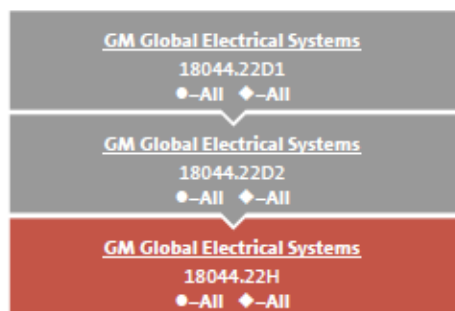 GM Global Electrical Systems
18044.22D1
●–All ◆–All
GM Global Electrical Systems
18044.22D2
●–All ◆–All
GM Global Electrical Systems
18044.22H
●–All ◆–All